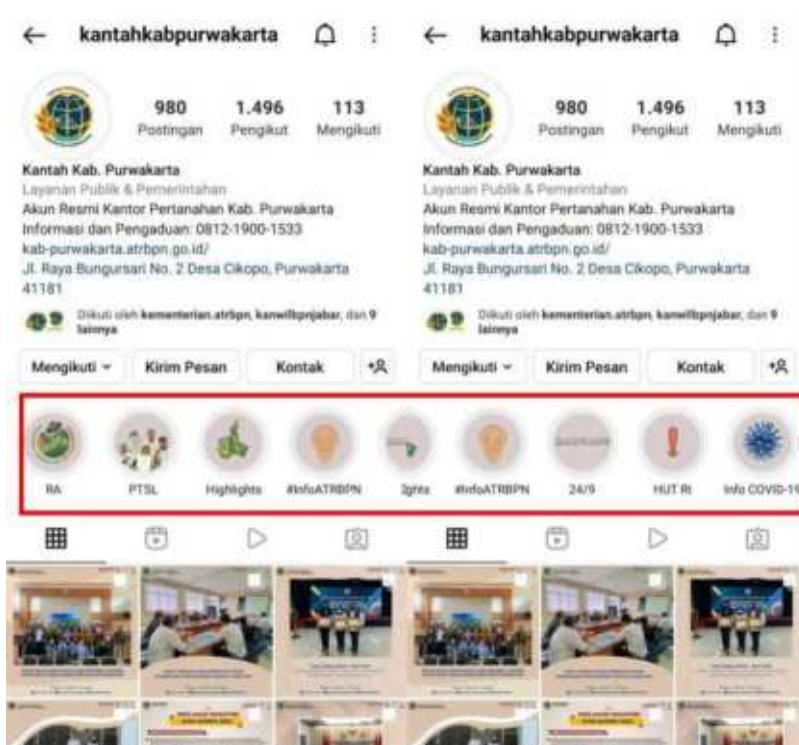 kantahkabpurwakarta
980 1.496 113
Postingan Pengikut Mengikuti
Kantah Kab. Purwakarta
Layanan Publik & Pemerintahan
Akun Resmi Kantor Pertanahan Kab. Purwakarta
Informasi dan Pengaduan: 0812-1900-1533
kab-purwakarta.atrbpn.go.id/
Jl. Raya Bungursari No. 2 Desa Cikopo, Purwakarta
41181
Diikuti oleh kementerian.atrbpn, kanwilbpnjabar, dan 9
lainnya
Mengikuti Kirim Pesan Kontak
RA PTSL Highlights #InfoATRBPN
kantahkabpurwakarta
980 1.496 113
Postingan Pengikut Mengikuti
Kantah Kab. Purwakarta
Layanan Publik & Pemerintahan
Akun Resmi Kantor Pertanahan Kab. Purwakarta
Informasi dan Pengaduan: 0812-1900-1533
kab-purwakarta.atrbpn.go.id/
Jl. Raya Bungursari No. 2 Desa Cikopo, Purwakarta
41181
Diikuti oleh kementerian.atrbpn, kanwilbpnjabar, dan 9
lainnya
Mengikuti Kirim Pesan Kontak
lights #InfoATRBPN 24/9 HUT RI Info COVID-19